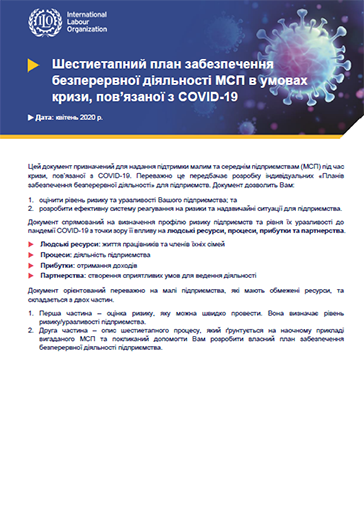 International
Labour
Organization
Шестиетапний план забезпечення
безперервної діяльності МСП в умовах
кризи, пов’язаної з COVID-19
Дата: квітень 2020 р.
Цей документ призначений для надання підтримки малим та середнім підприємствам (МСП) під час
кризи, пов’язаної з COVID-19. Переважно це передбачає розробку індивідуальних «Планів
забезпечення безперервної діяльності» для підприємств. Документ дозволить Вам:
1. оцінити рівень ризику та уразливості Вашого підприємства; та
2. розробити ефективну систему реагування на ризики та надзвичайні ситуації для підприємства.
Документ спрямований на визначення профілю ризику підприємств та рівня їх уразливості до
пандемії COVID-19 з точки зору її впливу на людські ресурси, процеси, прибутки та партнерства.
Людські ресурси: життя працівників та членів їхніх сімей
Процеси: діяльність підприємства
Прибутки: отримання доходів
Партнерства: створення сприятливих умов для ведення діяльності
Документ орієнтований переважно на малі підприємства, які мають обмежені ресурси, та
складається з двох частин.
1. Перша частина – оцінка ризику, яку можна швидко провести. Вона визначає рівень
ризику/уразливості підприємства.
2. Друга частина – опис шестиетапного процесу, який ґрунтується на наочному прикладі
вигаданого МСП та покликаний допомогти Вам розробити власний план забезпечення
безперервної діяльності підприємства.